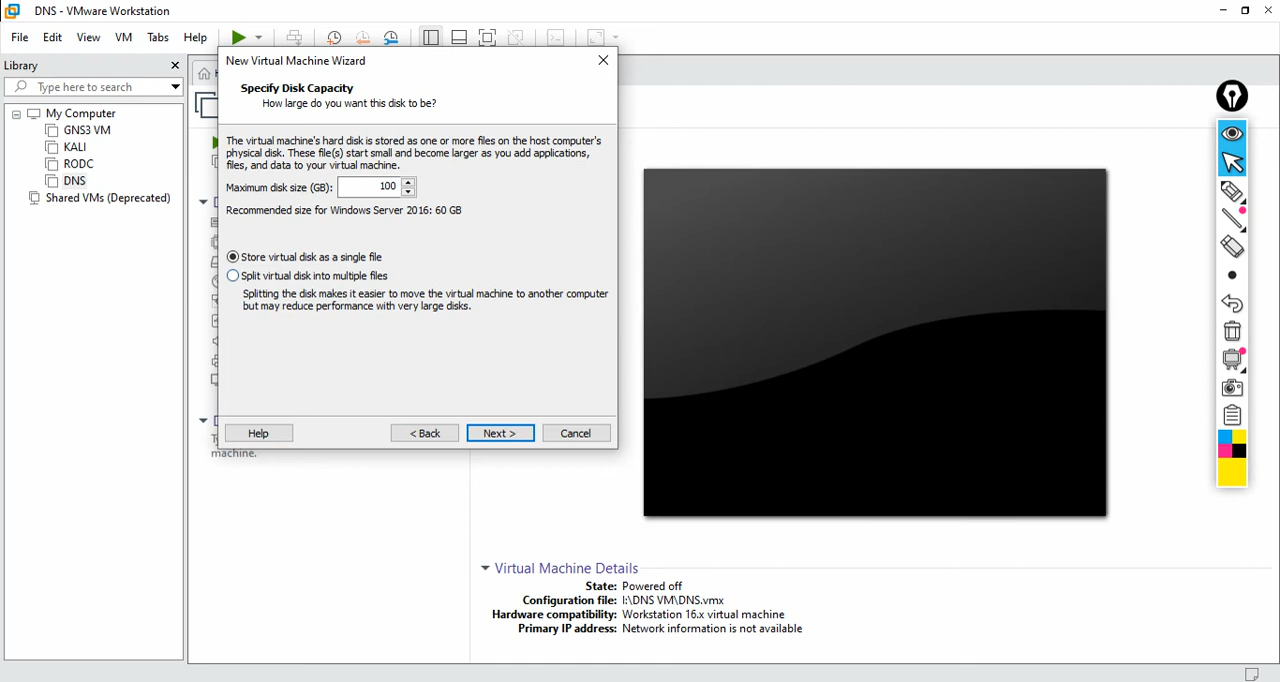 DNS - VMware Workstation
File Edit View VM Tabs Help
Library
Type here to search
My Computer
GNS3 VM
KALI
RODC
DNS
Shared VMs (Deprecated)
New Virtual Machine Wizard
Specify Disk Capacity
How large do you want this disk to be?
The virtual machine's hard disk is stored as one or more files on the host computer's
physical disk. These file(s) start small and become larger as you add applications,
files, and data to your virtual machine.
Maximum disk size (GB): 100
Recommended size for Windows Server 2016: 60 GB
Store virtual disk as a single file
Split virtual disk into multiple files
Splitting the disk makes it easier to move the virtual machine to another computer
but may reduce performance with very large disks.
Help < Back Next > Cancel
machine.
Virtual Machine Details
State: Powered off
Configuration file: I:\DNS VM\DNS.vmx
Hardware compatibility: Workstation 16.x virtual machine
Primary IP address: Network information is not available